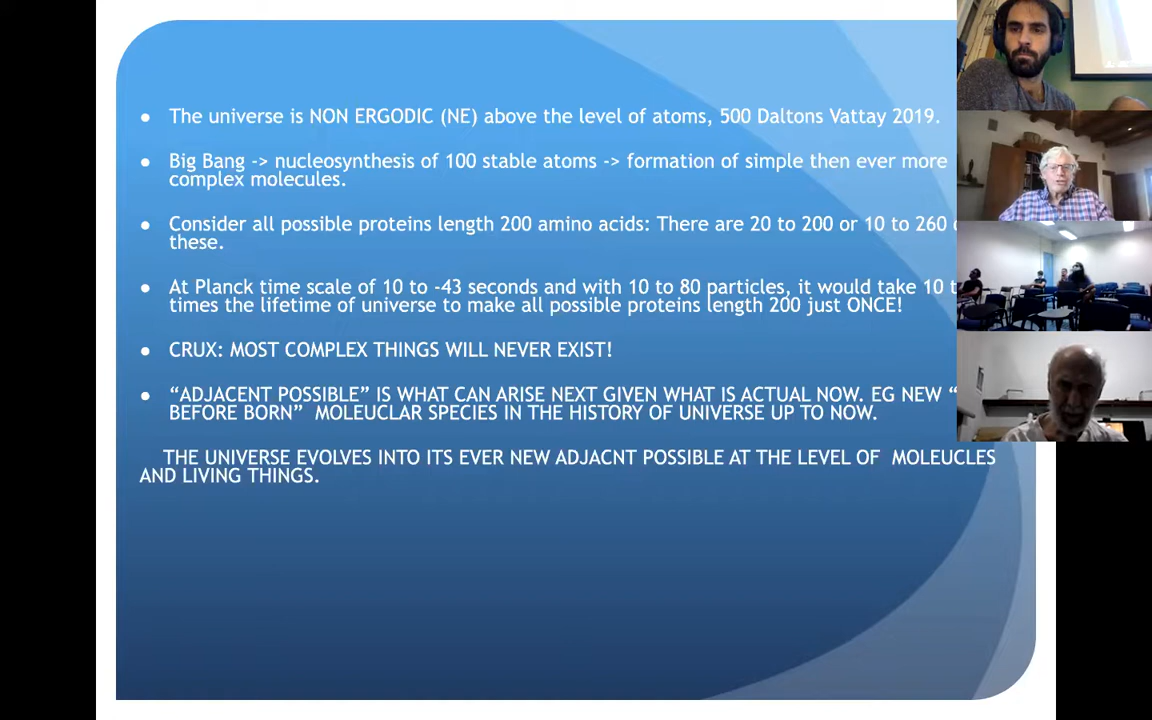 ● The universe is NON ERGODIC (NE) above the level of atoms, 500 Daltons Vattay 2019.
● Big Bang -> nucleosynthesis of 100 stable atoms -> formation of simple then ever more
complex molecules.
● Consider all possible proteins length 200 amino acids: There are 20 to 200 or 10 to 260
these.
● At Planck time scale of 10 to -43 seconds and with 10 to 80 particles, it would take 10
times the lifetime of universe to make all possible proteins length 200 just ONCE!
● CRUX: MOST COMPLEX THINGS WILL NEVER EXIST!
● “ADJACENT POSSIBLE” IS WHAT CAN ARISE NEXT GIVEN WHAT IS ACTUAL NOW. EG NEW “
BEFORE BORN” MOLEUCLAR SPECIES IN THE HISTORY OF UNIVERSE UP TO NOW.
THE UNIVERSE EVOLVES INTO ITS EVER NEW ADJACNT POSSIBLE AT THE LEVEL OF MOLEUCLES
AND LIVING THINGS.